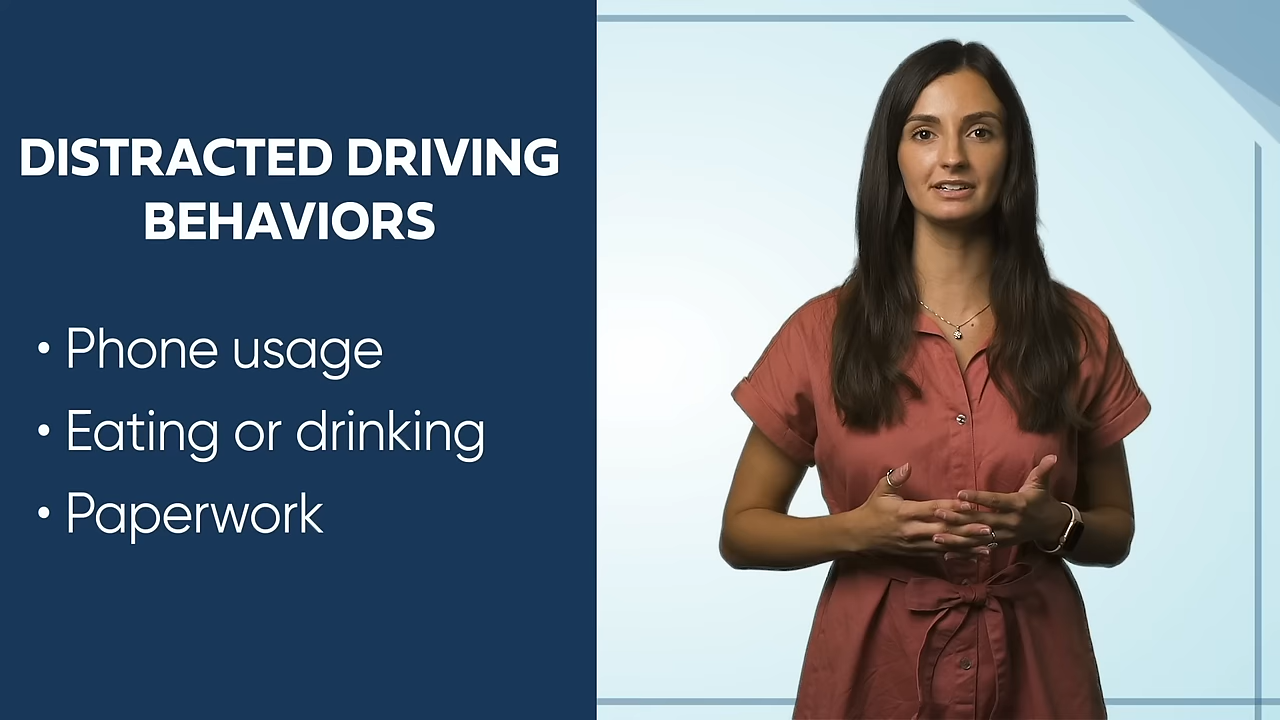 DISTRACTED DRIVING
BEHAVIORS
• Phone usage
• Eating or drinking
• Paperwork